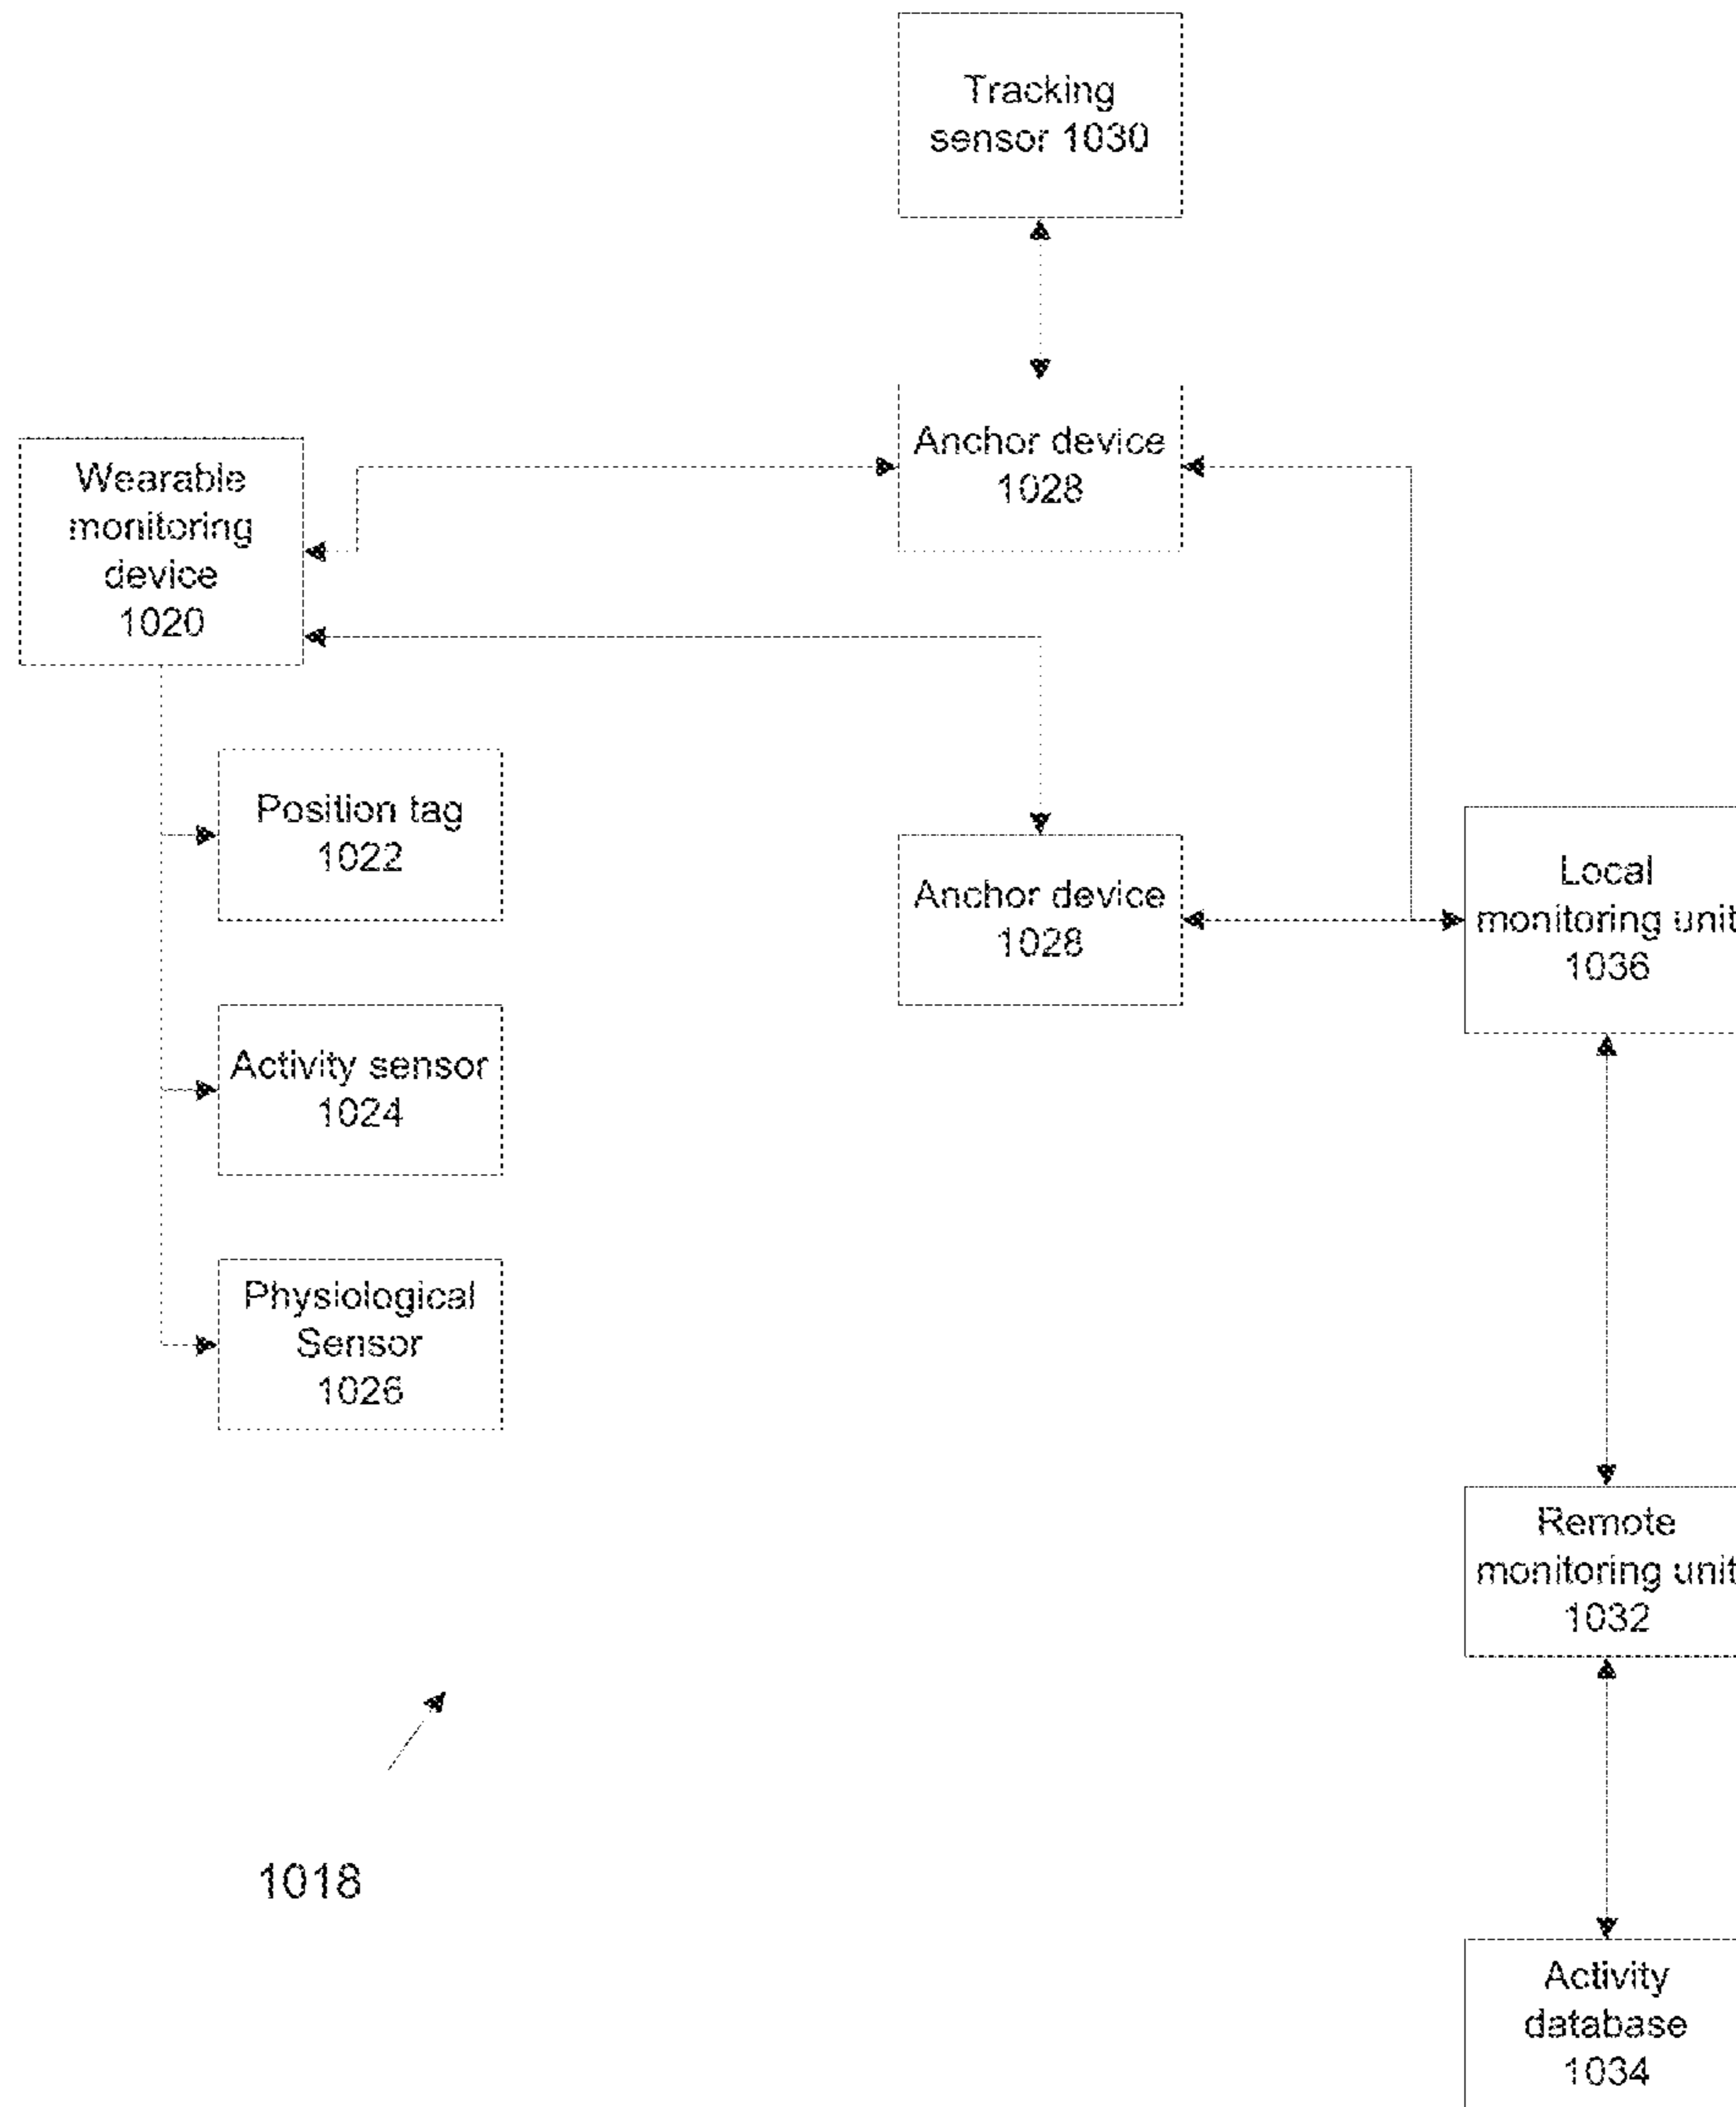 Tracking
sensor 1030
Anchor device
1028
Wearable
monitoring
device
1020
Position tag
1022
Anchor device
1028
Local
monitoring unit
1036
Activity sensor
1024
Physiological
Sensor
1026
Remote
monitoring unit
1032
1018
Activity
database
1034